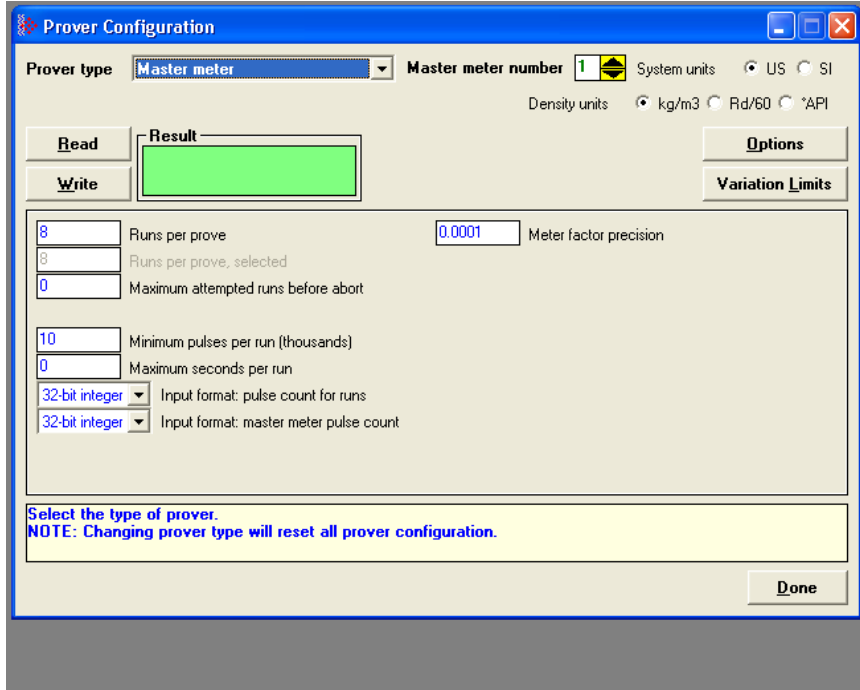 Prover Configuration
Prover type Master meter Master meter number 1 System units US SI
Density units kg/m3 Rd/60 °API
Read Result Options
Write Variation Limits
8 Runs per prove 0.0001 Meter factor precision
8 Runs per prove, selected
0 Maximum attempted runs before abort
10 Minimum pulses per run (thousands)
0 Maximum seconds per run
32-bit integer Input format: pulse count for runs
32-bit integer Input format: master meter pulse count
Select the type of prover.
NOTE: Changing prover type will reset all prover configuration.
Done